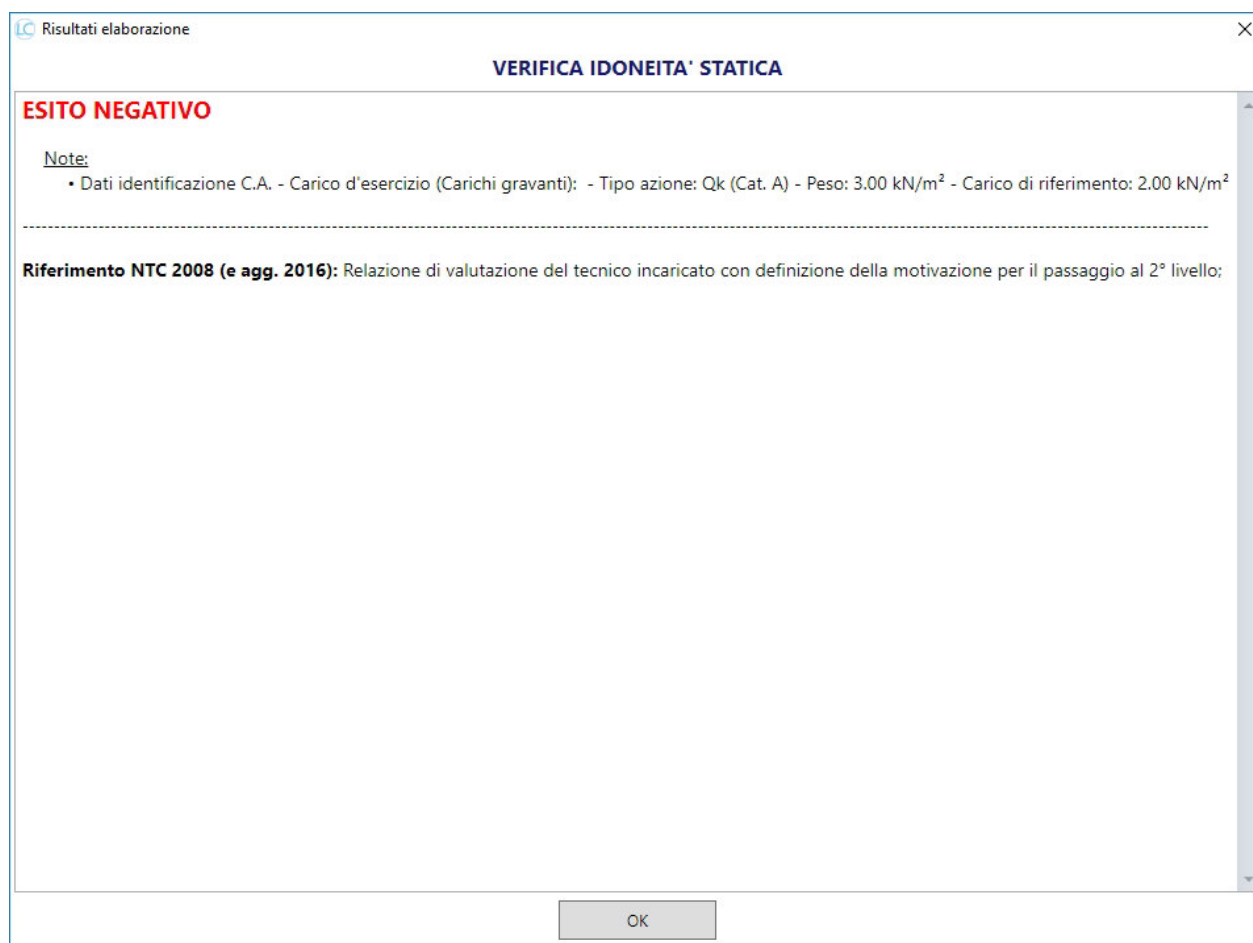 LC Risultati elaborazione
VERIFICA IDONEITA' STATICA
ESITO NEGATIVO
Note:
• Dati identificazione C.A. - Carico d'esercizio (Carichi gravanti):  - Tipo azione: Qk (Cat. A) - Peso: 3.00 kN/m² - Carico di riferimento: 2.00 kN/m²
Riferimento NTC 2008 (e agg. 2016): Relazione di valutazione del tecnico incaricato con definizione della motivazione per il passaggio al 2° livello;
OK